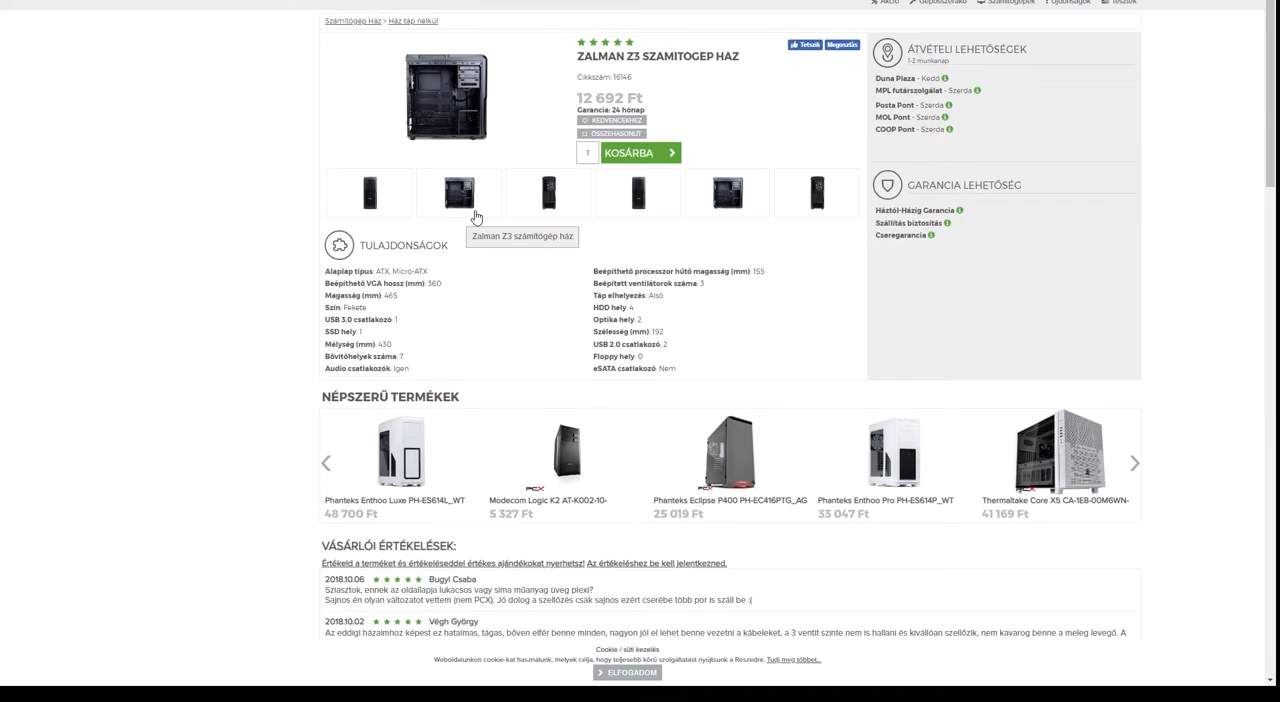 Akció Gépösszerakó Számítógépek Újdonságok Tesztek
Számítógép Ház > Ház táp nélkül
Tetszik Megosztás
ZALMAN Z3 SZÁMÍTÓGÉP HÁZ
Cikkszám: 16146
12 692 Ft
Garancia: 24 hónap
KEDVENCEKHEZ
ÖSSZEHASONLÍT
1 KOSÁRBA
Zalman Z3 számítógép ház
TULAJDONSÁGOK
Alaplap típus: ATX, Micro-ATX
Beépíthető VGA hossz (mm): 360
Magasság (mm): 465
Szín: Fekete
USB 3.0 csatlakozó: 1
SSD hely: 1
Mélység (mm): 430
Bővítőhelyek száma: 7
Audio csatlakozók: Igen
Beépíthető processzor hűtő magasság (mm): 155
Beépített ventilátorok száma: 3
Táp elhelyezés: Alsó
HDD hely: 4
Optika hely: 2
Szélesség (mm): 192
USB 2.0 csatlakozó: 2
Floppy hely: 0
eSATA csatlakozó: Nem
ÁTVÉTELI LEHETŐSÉGEK
1-2 munkanap
Duna Plaza - Kedd
MPL futárszolgálat - Szerda
Posta Pont - Szerda
MOL Pont - Szerda
COOP Pont - Szerda
GARANCIA LEHETŐSÉG
Háztól-Házig Garancia
Szállítás biztosítás
Cseregarancia
NÉPSZERŰ TERMÉKEK
PCX PCX PCX
Phanteks Enthoo Luxe PH-ES614L_WT
48 700 Ft
Modecom Logic K2 AT-K002-10-
5 327 Ft
Phanteks Eclipse P400 PH-EC416PTG_AG
25 019 Ft
Phanteks Enthoo Pro PH-ES614P_WT
33 047 Ft
Thermaltake Core X5 CA-1E8-00M6WN-
41 169 Ft
VÁSÁRLÓI ÉRTÉKELÉSEK:
Értékeld a terméket és értékeléseddel értékes ajándékokat nyerhetsz! Az értékeléshez be kell jelentkezned.
2018.10.06 Bugyi Csaba
Sziasztok, ennek az oldallapja lukacsos vagy sima műanyag üveg plexi?
Sajnos én olyan változatot vettem (nem PCX). Jó dolog a szellőzés csak sajnos ezért cserébe több por is száll be :(
2018.10.02 Végh György
Az eddigi házaimhoz képest ez hatalmas, tágas, bőven elfér benne minden, nagyon jól el lehet benne vezetni a kábeleket, a 3 ventit szinte nem is hallani és kivállóan szellőzik, nem kavarog benne a meleg levegő. A
Cookie / süti kezelés
Weboldalunkon cookie-kat használunk, melyek célja, hogy teljesebb körű szolgáltatást nyújtsunk a Részedre. Tudj meg többet...
ELFOGADOM